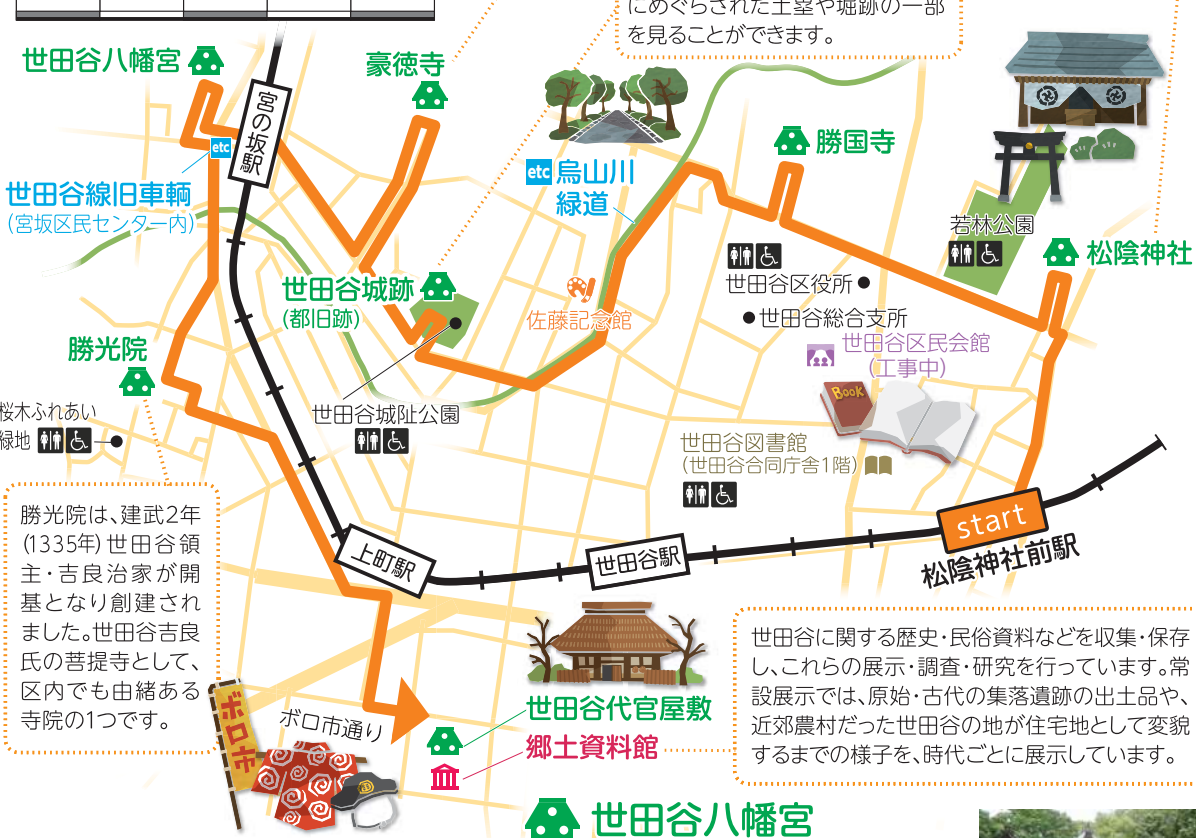 にめぐらされた土塁や堀跡の一部
を見ることができます。
世田谷八幡宮
豪徳寺
宮の坂駅
etc
世田谷線旧車輌
(宮坂区民センター内)
etc 烏山川
緑道
勝国寺
若林公園
松陰神社
世田谷城跡
(都旧跡)
佐藤記念館
世田谷区役所
世田谷総合支所
世田谷区民会館
(工事中)
勝光院
Book
桜木ふれあい
緑地
世田谷城阯公園
世田谷図書館
(世田谷合同庁舎1階)
勝光院は、建武2年
(1335年)世田谷領
主・吉良治家が開
基となり創建され
ました。世田谷吉良
氏の菩提寺として、
区内でも由緒ある
寺院の1つです。
上町駅
世田谷駅
start
松陰神社前駅
世田谷に関する歴史・民俗資料などを収集・保存
し、これらの展示・調査・研究を行っています。常
設展示では、原始・古代の集落遺跡の出土品や、
近郊農村だった世田谷の地が住宅地として変貌
するまでの様子を、時代ごとに展示しています。
ボロ市
ボロ市通り
世田谷代官屋敷
郷土資料館
世田谷八幡宮